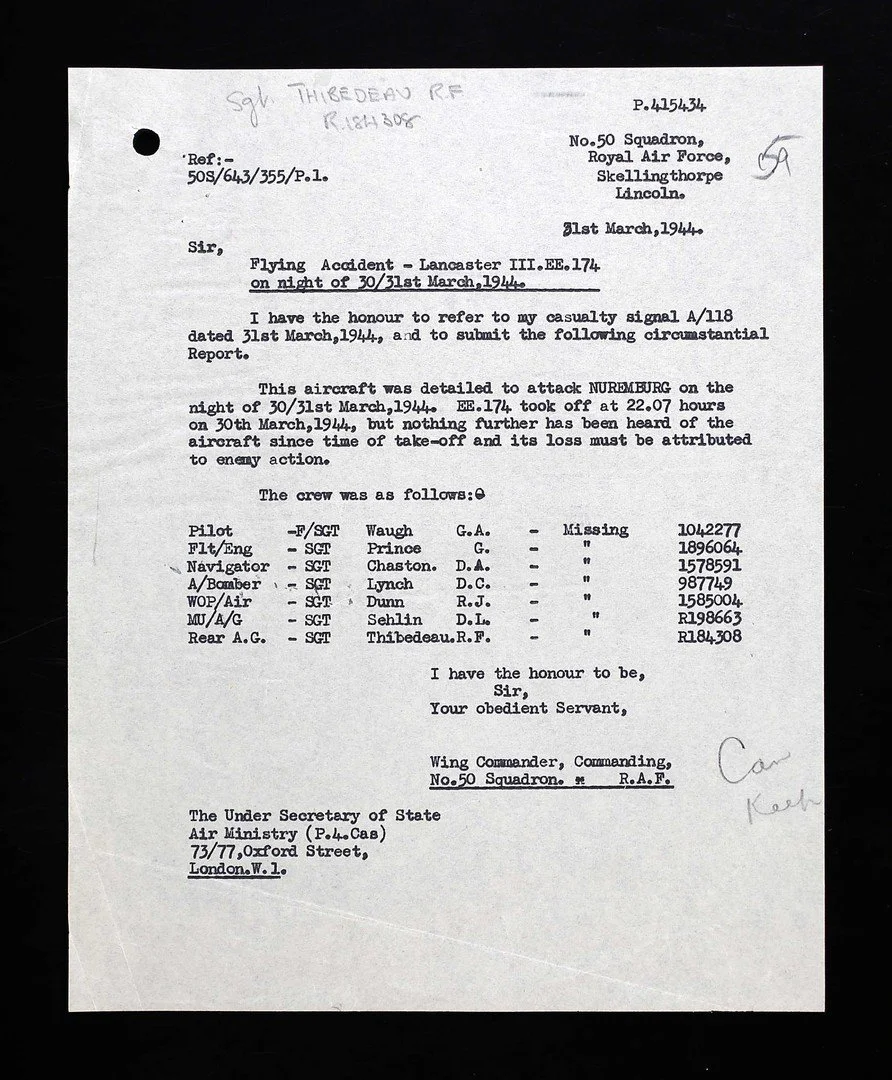 Sgt. THIBEDEAU R.F
R.184308
P.415434
No.50 Squadron,
Royal Air Force,
Skellingthorpe
Lincoln.
59
Ref:-
50S/643/355/P.1.
31st March,1944.
Sir,
Flying Accident - Lancaster III.EE.174
on night of 30/31st March,1944.
I have the honour to refer to my casualty signal A/118
dated 31st March,1944, and to submit the following circumstantial
Report.
This aircraft was detailed to attack NUREMBURG on the
night of 30/31st March,1944. EE.174 took off at 22.07 hours
on 30th March,1944, but nothing further has been heard of the
aircraft since time of take-off and its loss must be attributed
to enemy action.
The crew was as follows:
Pilot -F/SGT Waugh G.A. - Missing 1042277
Flt/Eng - SGT Prince G. - " 1896064
Navigator - SGT Chaston. D.A. - " 1578591
A/Bomber - SGT Lynch D.C. - " 987749
WOP/Air - SGT Dunn R.J. - " 1585004
MU/A/G - SGT Sehlin D.L. - " R198663
Rear A.G. - SGT Thibedeau.R.F. - " R184308
I have the honour to be,
Sir,
Your obedient Servant,
Wing Commander, Commanding,
No.50 Squadron. R.A.F.
Can
Keep
The Under Secretary of State
Air Ministry (P.4.Cas)
73/77,Oxford Street,
London.W.1.